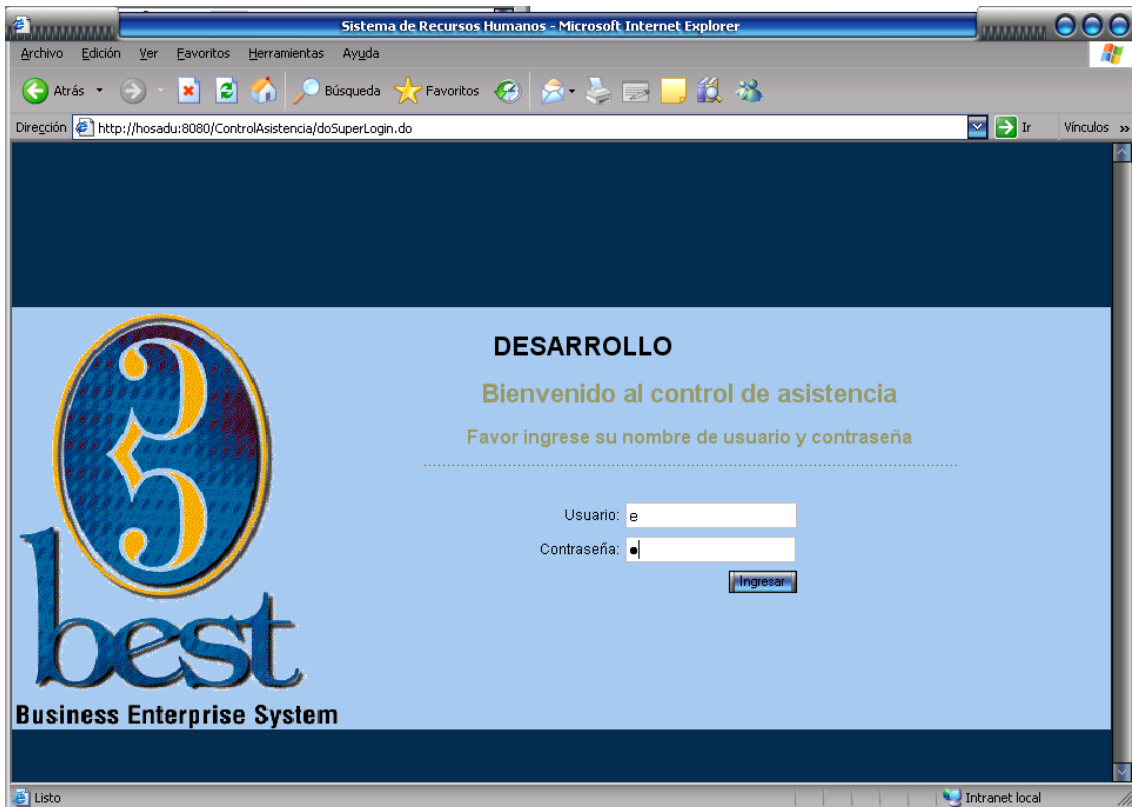 Sistema de Recursos Humanos - Microsoft Internet Explorer
Archivo Edición Ver Favoritos Herramientas Ayuda
Atrás Búsqueda Favoritos
Dirección http://hosadu:8080/ControlAsistencia/doSuperLogin.do Ir Vínculos »
DESARROLLO
Bienvenido al control de asistencia
Favor ingrese su nombre de usuario y contraseña
Usuario: e
Contraseña: ●
Ingresar
3
best
Business Enterprise System
Listo Intranet local